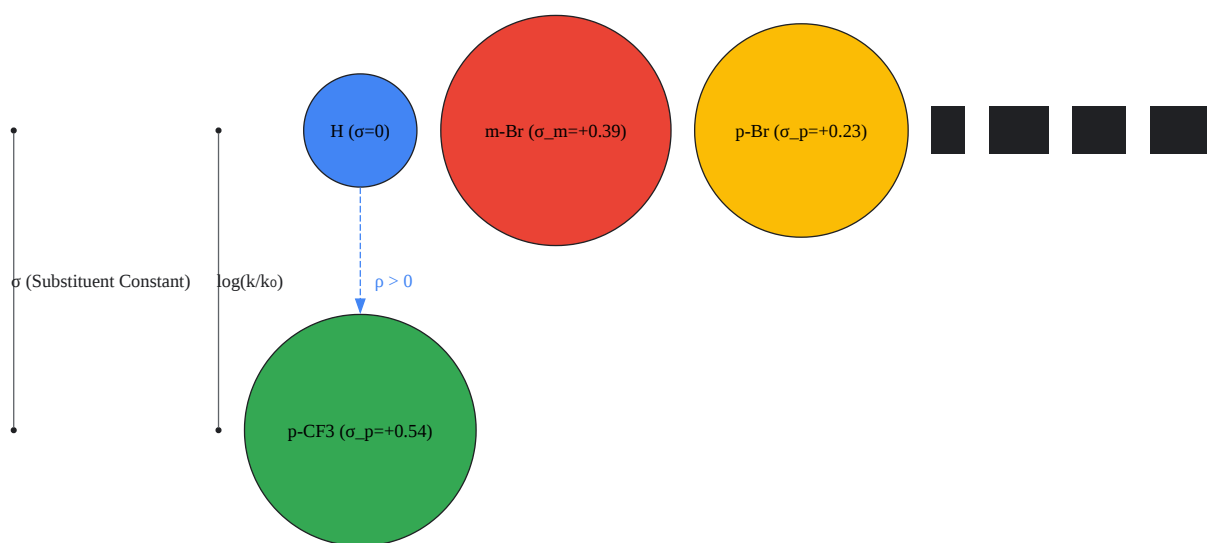 H (σ=0)
m-Br (σ_m=+0.39)
p-Br (σ_p=+0.23)
σ (Substituent Constant)
log(k/k₀)
ρ > 0
p-CF3 (σ_p=+0.54)